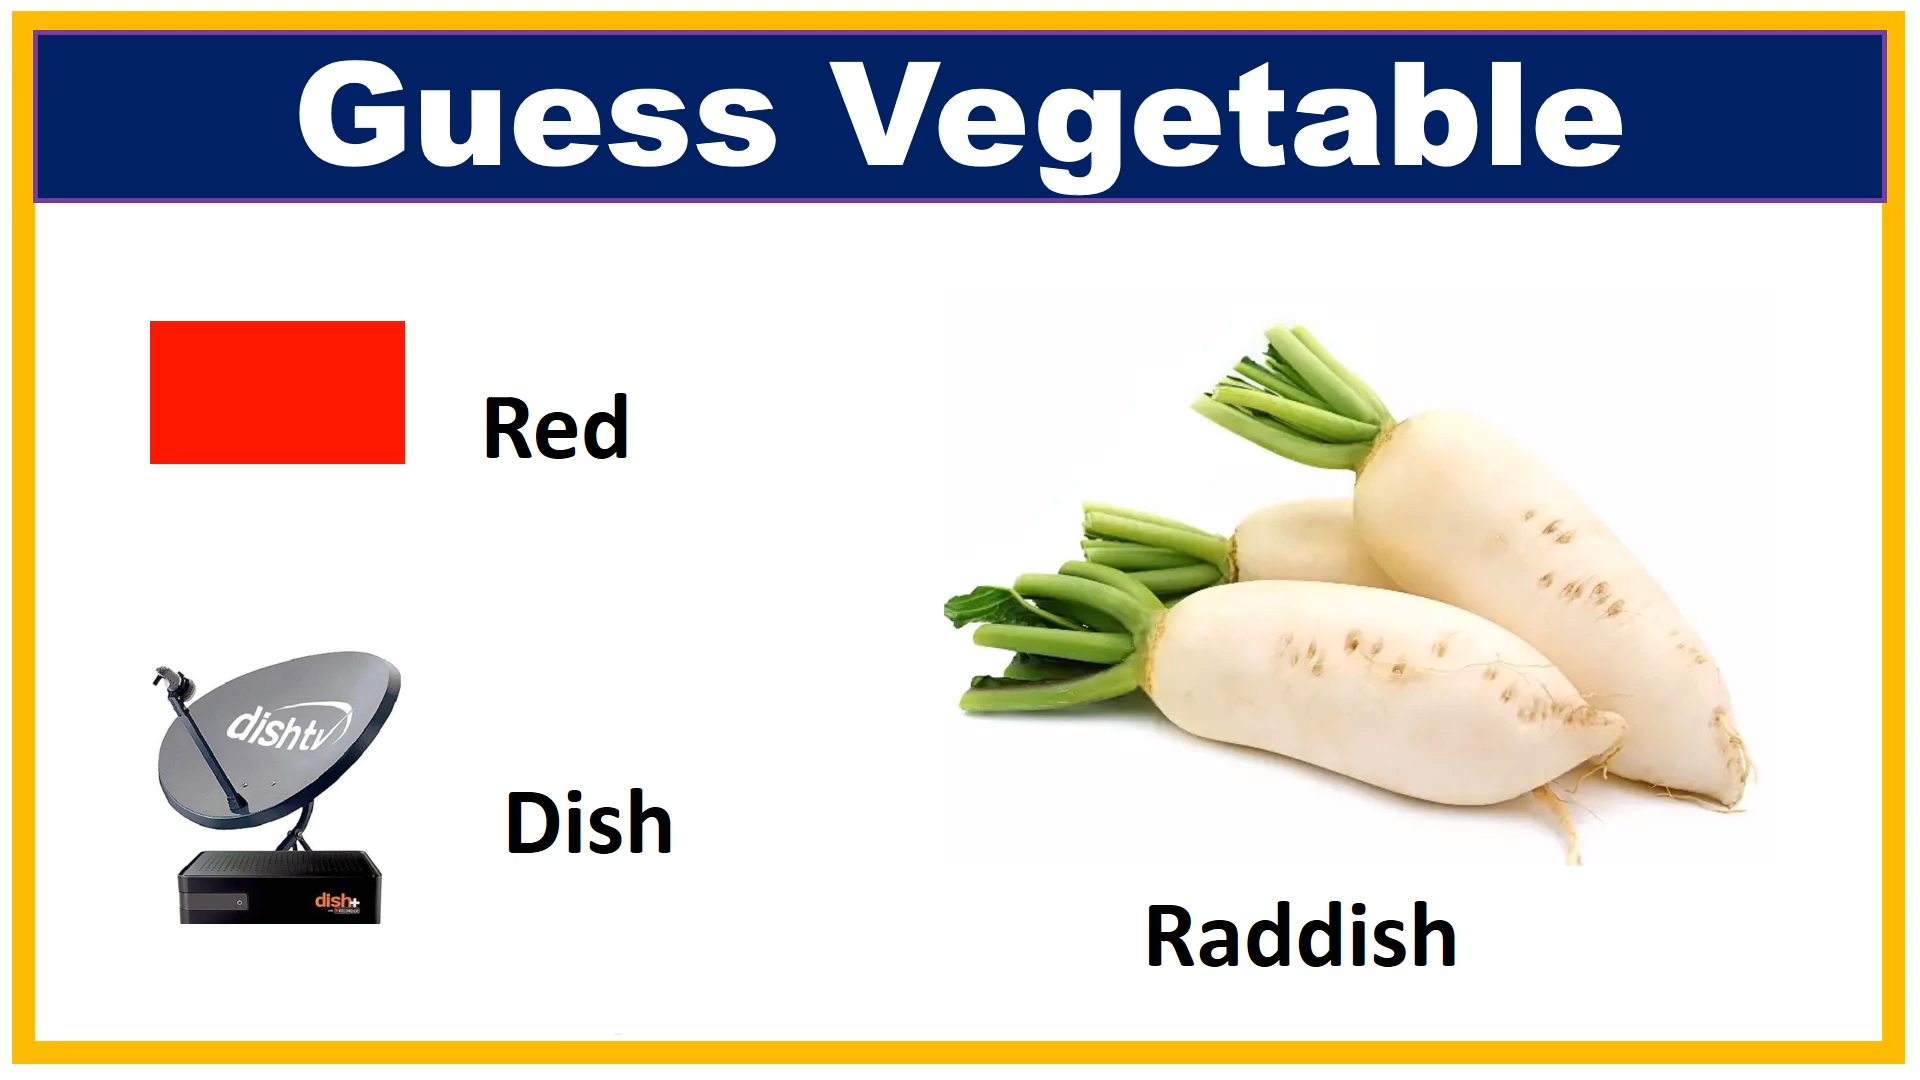 Guess Vegetable
Red
dishtv
Dish
dish+
Raddish